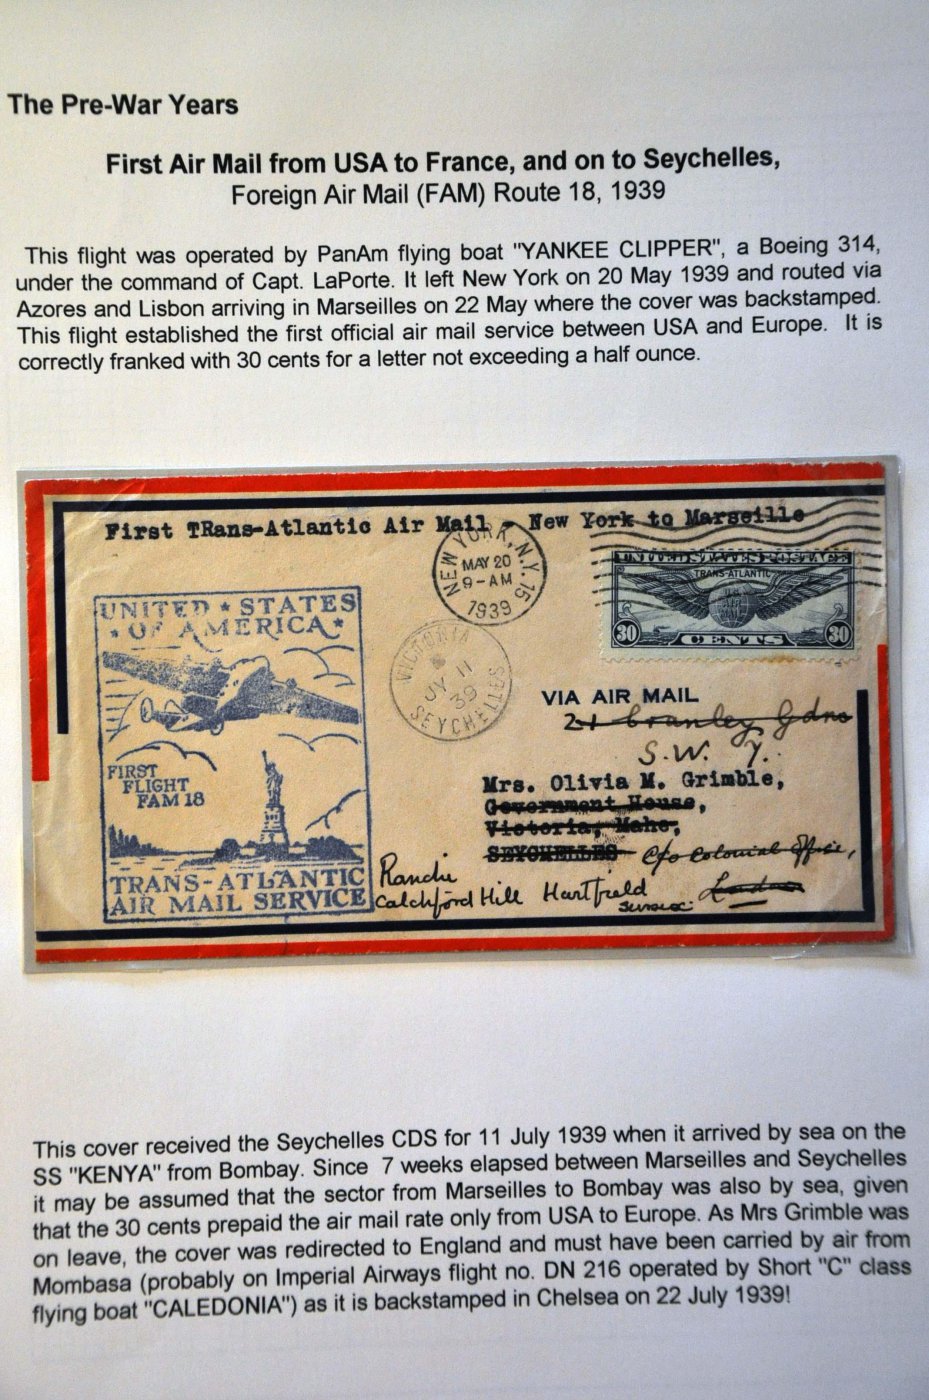 The Pre-War Years
First Air Mail from USA to France, and on to Seychelles,
Foreign Air Mail (FAM) Route 18, 1939
This flight was operated by PanAm flying boat "YANKEE CLIPPER", a Boeing 314,
under the command of Capt. LaPorte. It left New York on 20 May 1939 and routed via
Azores and Lisbon arriving in Marseilles on 22 May where the cover was backstamped.
This flight established the first official air mail service between USA and Europe. It is
correctly franked with 30 cents for a letter not exceeding a half ounce.
First TRans-Atlantic Air Mail - New York to Marseille
NEW YORK, N.Y. 15
MAY 20
9-AM
1939
UNITED STATES POSTAGE
TRANS-ATLANTIC
U.S.
AIR
MAIL
30 CENTS 30
UNITED ★ STATES
★ OF AMERICA ★
FIRST
FLIGHT
FAM 18
TRANS-ATLANTIC
AIR MAIL SERVICE
VICTORIA
JY 11
39
SEYCHELLES
VIA AIR MAIL
21 Cranley Gdns
S.W. 7.
Mrs. Olivia M. Grimble,
Government House,
Victoria, Mahe,
SEYCHELLES c/o Colonial Office,
London
Catchford Hill Hartfield
Sussex
This cover received the Seychelles CDS for 11 July 1939 when it arrived by sea on the
SS "KENYA" from Bombay. Since 7 weeks elapsed between Marseilles and Seychelles
it may be assumed that the sector from Marseilles to Bombay was also by sea, given
that the 30 cents prepaid the air mail rate only from USA to Europe. As Mrs Grimble was
on leave, the cover was redirected to England and must have been carried by air from
Mombasa (probably on Imperial Airways flight no. DN 216 operated by Short "C" class
flying boat "CALEDONIA") as it is backstamped in Chelsea on 22 July 1939!